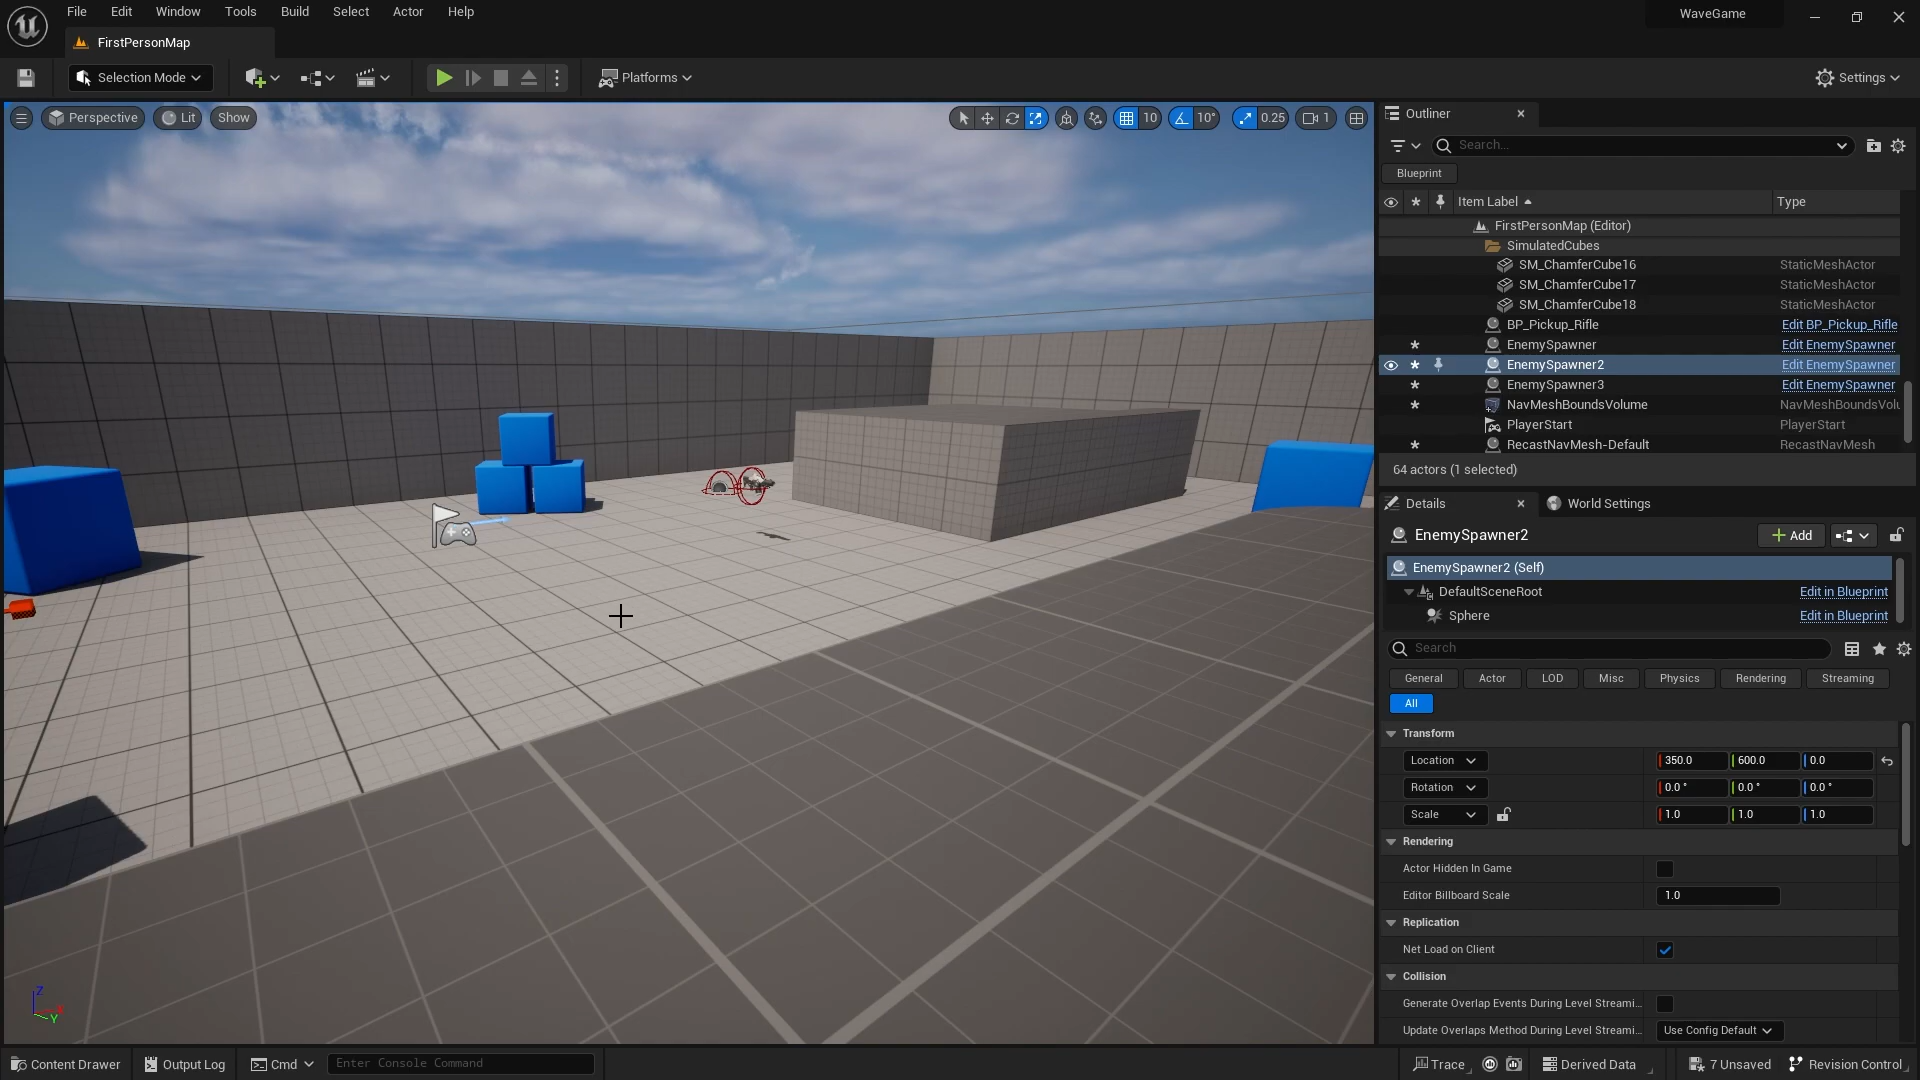 File Edit Window Tools Build Select Actor Help
WaveGame
FirstPersonMap
Selection Mode
Platforms
Settings
Perspective Lit Show
10 10° 0.25 1
Outliner
Search...
Blueprint
Item Label Type
FirstPersonMap (Editor)
SimulatedCubes
SM_ChamferCube16 StaticMeshActor
SM_ChamferCube17 StaticMeshActor
SM_ChamferCube18 StaticMeshActor
BP_Pickup_Rifle Edit BP_Pickup_Rifle
EnemySpawner Edit EnemySpawner
EnemySpawner2 Edit EnemySpawner
EnemySpawner3 Edit EnemySpawner
NavMeshBoundsVolume NavMeshBoundsVolu
PlayerStart PlayerStart
RecastNavMesh-Default RecastNavMesh
64 actors (1 selected)
Details World Settings
EnemySpawner2
Add
EnemySpawner2 (Self)
DefaultSceneRoot Edit in Blueprint
Sphere Edit in Blueprint
Search
General Actor LOD Misc Physics Rendering Streaming
All
Transform
Location 350.0 600.0 0.0
Rotation 0.0 ° 0.0 ° 0.0 °
Scale 1.0 1.0 1.0
Rendering
Actor Hidden In Game
Editor Billboard Scale 1.0
Replication
Net Load on Client
Collision
Generate Overlap Events During Level Streami...
Update Overlaps Method During Level Streami... Use Config Default
Z
Y
Content Drawer Output Log Cmd Enter Console Command
Trace Derived Data 7 Unsaved Revision Control